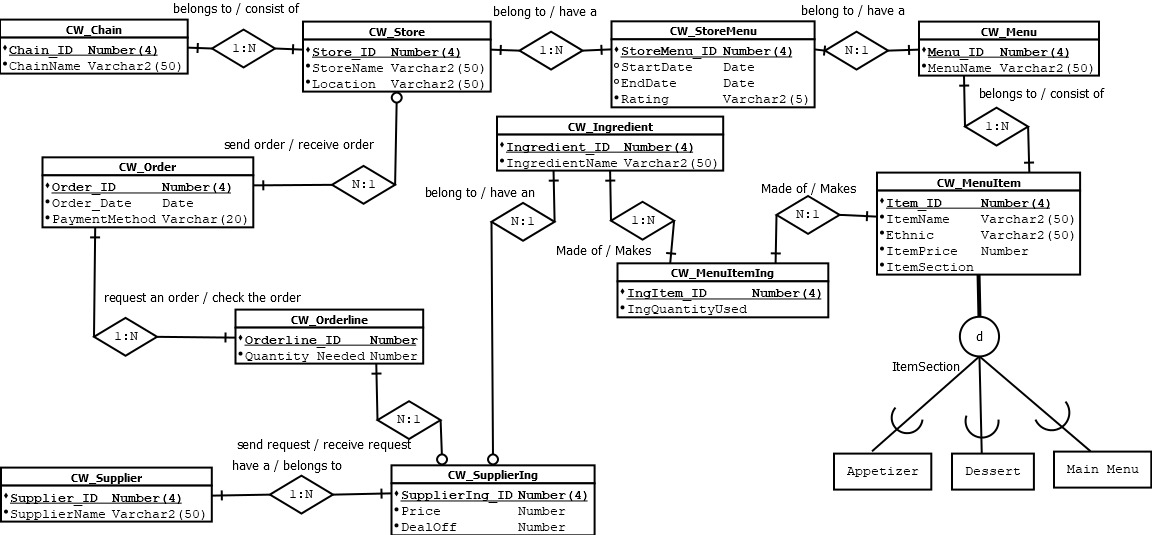 belongs to / consist of
belong to / have a
belong to / have a
CW_Chain
Chain_ID Number(4)
ChainName Varchar2(50)
1:N
CW_Store
Store_ID Number(4)
StoreName Varchar2(50)
Location Varchar2(50)
1:N
CW_StoreMenu
StoreMenu_ID Number(4)
StartDate Date
EndDate Date
Rating Varchar2(5)
N:1
CW_Menu
Menu_ID Number(4)
MenuName Varchar2(50)
belongs to / consist of
1:N
send order / receive order
CW_Order
Order_ID Number(4)
Order_Date Date
PaymentMethod Varchar(20)
N:1
CW_Ingredient
Ingredient_ID Number(4)
IngredientName Varchar2(50)
belong to / have an
N:1
1:N
Made of / Makes
Made of / Makes
N:1
CW_MenuItem
Item_ID Number(4)
ItemName Varchar2(50)
Ethnic Varchar2(50)
ItemPrice Number
ItemSection
CW_MenuItemIng
IngItem_ID Number(4)
IngQuantityUsed
request an order / check the order
1:N
CW_Orderline
Orderline_ID Number
Quantity Needed Number
d
ItemSection
N:1
send request / receive request
have a / belongs to
Appetizer
Dessert
Main Menu
CW_Supplier
Supplier_ID Number(4)
SupplierName Varchar2(50)
1:N
CW_SupplierIng
SupplierIng_ID Number(4)
Price Number
DealOff Number